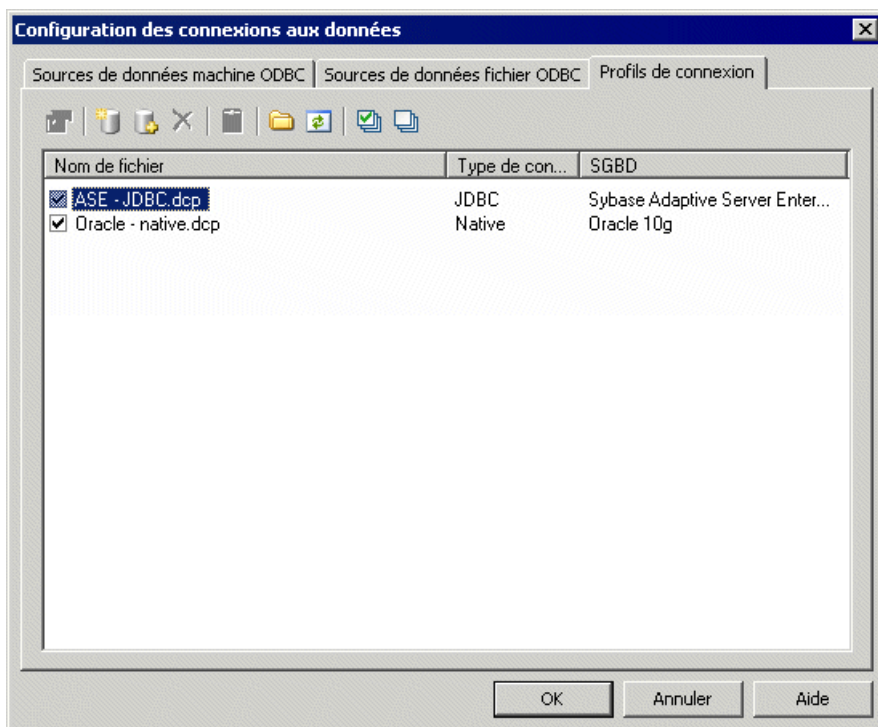 Configuration des connexions aux données
Sources de données machine ODBC Sources de données fichier ODBC Profils de connexion
Nom de fichier Type de con... SGBD
ASE - JDBC.dcp JDBC Sybase Adaptive Server Enter...
Oracle - native.dcp Native Oracle 10g
OK Annuler Aide